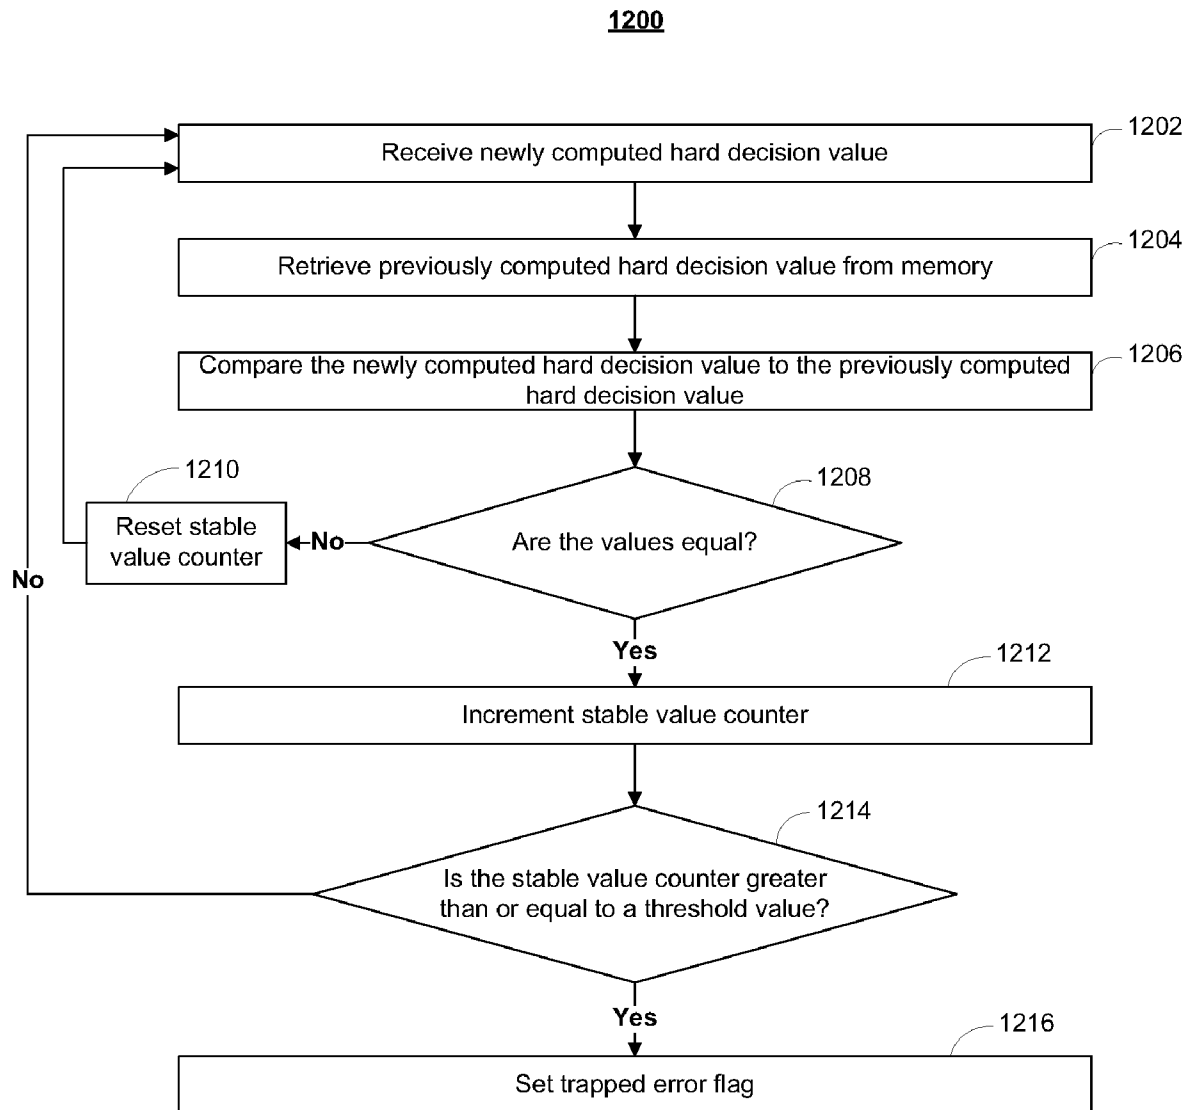 1200
1202
Receive newly computed hard decision value
1204
Retrieve previously computed hard decision value from memory
1206
Compare the newly computed hard decision value to the previously computed
hard decision value
1208
Are the values equal?
1210
Reset stable
value counter
No
No
Yes
1212
Increment stable value counter
1214
Is the stable value counter greater
than or equal to a threshold value?
Yes
1216
Set trapped error flag